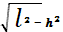 √(l² - h²)